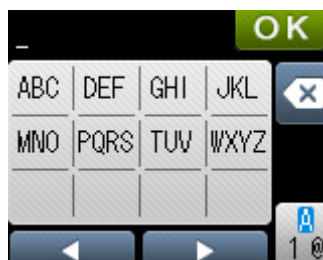 _ OK
ABC DEF GHI JKL
MNO PQRS TUV WXYZ
A
1 @